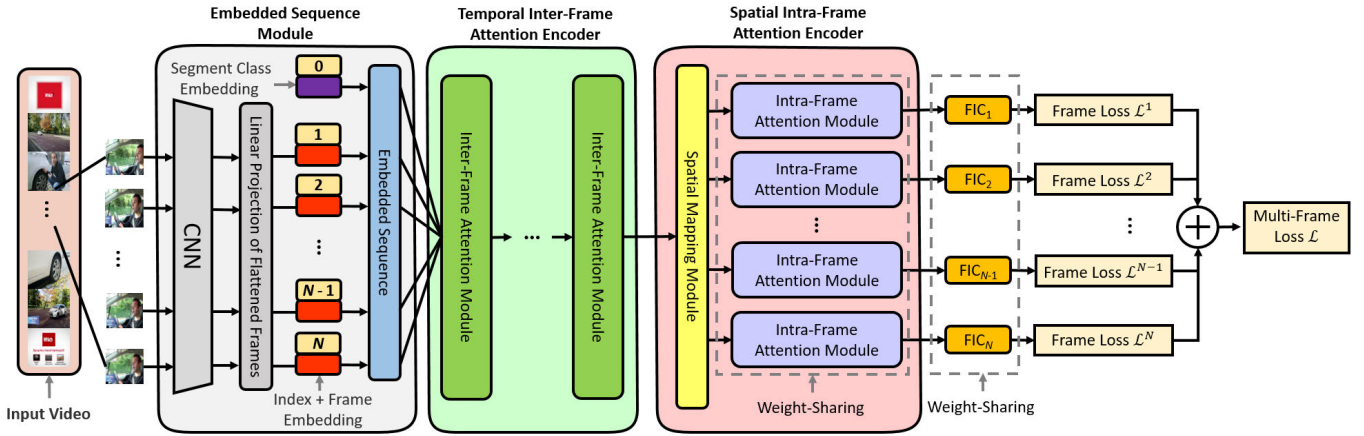 Embedded Sequence
Module
Temporal Inter-Frame
Attention Encoder
Spatial Intra-Frame
Attention Encoder
Segment Class
Embedding
0
1
2
...
N - 1
N
CNN
Linear Projection of Flattened Frames
Embedded Sequence
Index + Frame
Embedding
Input Video
...
...
Inter-Frame Attention Module
...
Inter-Frame Attention Module
Spatial Mapping Module
Intra-Frame
Attention Module
Intra-Frame
Attention Module
...
Intra-Frame
Attention Module
Intra-Frame
Attention Module
Weight-Sharing
FIC1
FIC2
...
FICN-1
FICN
Weight-Sharing
Frame Loss ℒ¹
Frame Loss ℒ²
...
Frame Loss ℒᴺ⁻¹
Frame Loss ℒᴺ
+
Multi-Frame
Loss ℒ